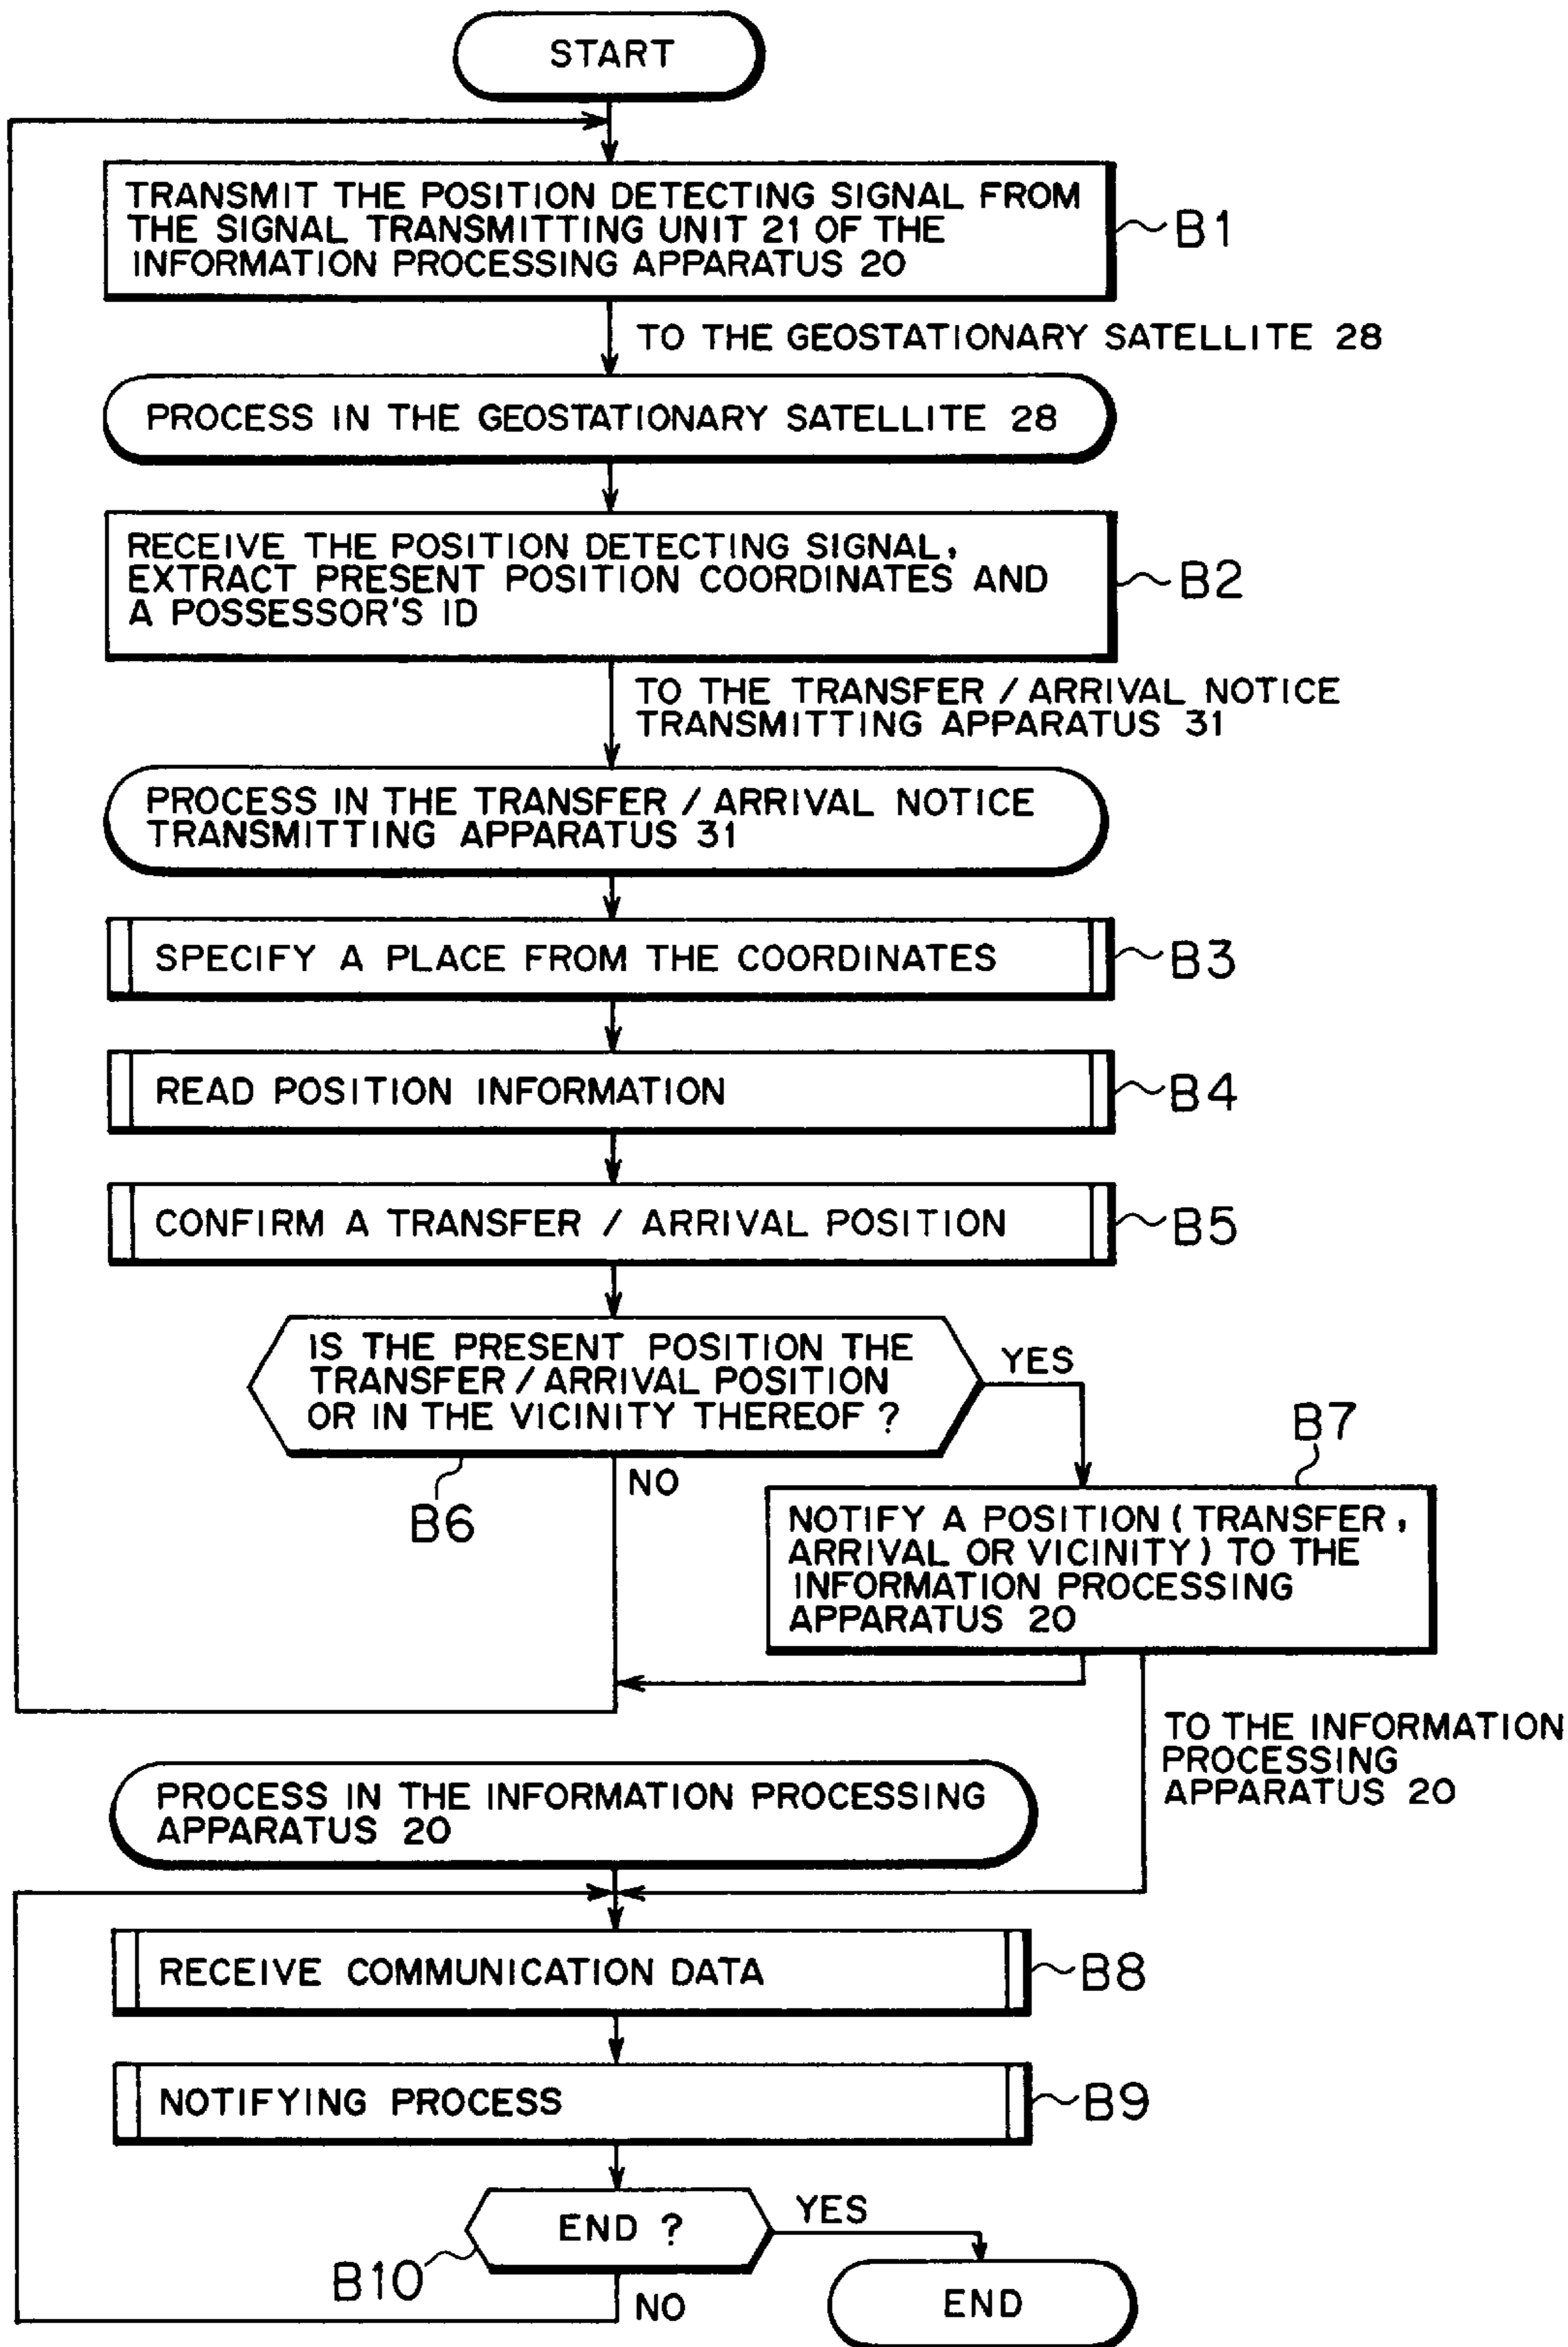 START
TRANSMIT THE POSITION DETECTING SIGNAL FROM
THE SIGNAL TRANSMITTING UNIT 21 OF THE
INFORMATION PROCESSING APPARATUS 20
B1
TO THE GEOSTATIONARY SATELLITE 28
PROCESS IN THE GEOSTATIONARY SATELLITE 28
RECEIVE THE POSITION DETECTING SIGNAL,
EXTRACT PRESENT POSITION COORDINATES AND
A POSSESSOR'S ID
B2
TO THE TRANSFER / ARRIVAL NOTICE
TRANSMITTING APPARATUS 31
PROCESS IN THE TRANSFER / ARRIVAL NOTICE
TRANSMITTING APPARATUS 31
SPECIFY A PLACE FROM THE COORDINATES
B3
READ POSITION INFORMATION
B4
CONFIRM A TRANSFER / ARRIVAL POSITION
B5
IS THE PRESENT POSITION THE
TRANSFER / ARRIVAL POSITION
OR IN THE VICINITY THEREOF ?
YES
NO
B6
B7
NOTIFY A POSITION ( TRANSFER ,
ARRIVAL OR VICINITY ) TO THE
INFORMATION PROCESSING
APPARATUS 20
TO THE INFORMATION
PROCESSING
APPARATUS 20
PROCESS IN THE INFORMATION PROCESSING
APPARATUS 20
RECEIVE COMMUNICATION DATA
B8
NOTIFYING PROCESS
B9
END ?
YES
B10
NO
END